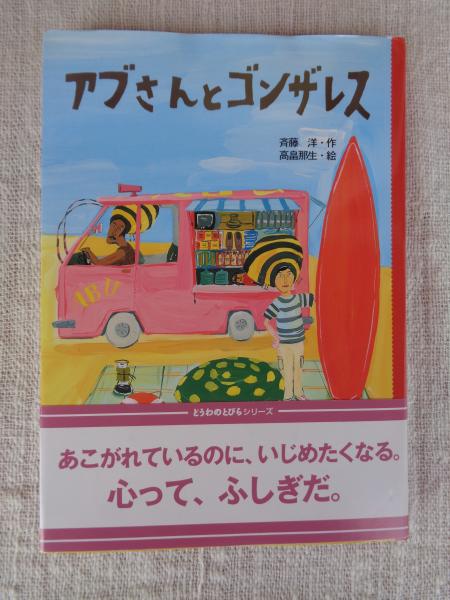 アブさんとゴンザレス
斉藤 洋・作
高畠那生・絵
どうわのとびらシリーズ
あこがれているのに、いじめたくなる。
心って、ふしぎだ。